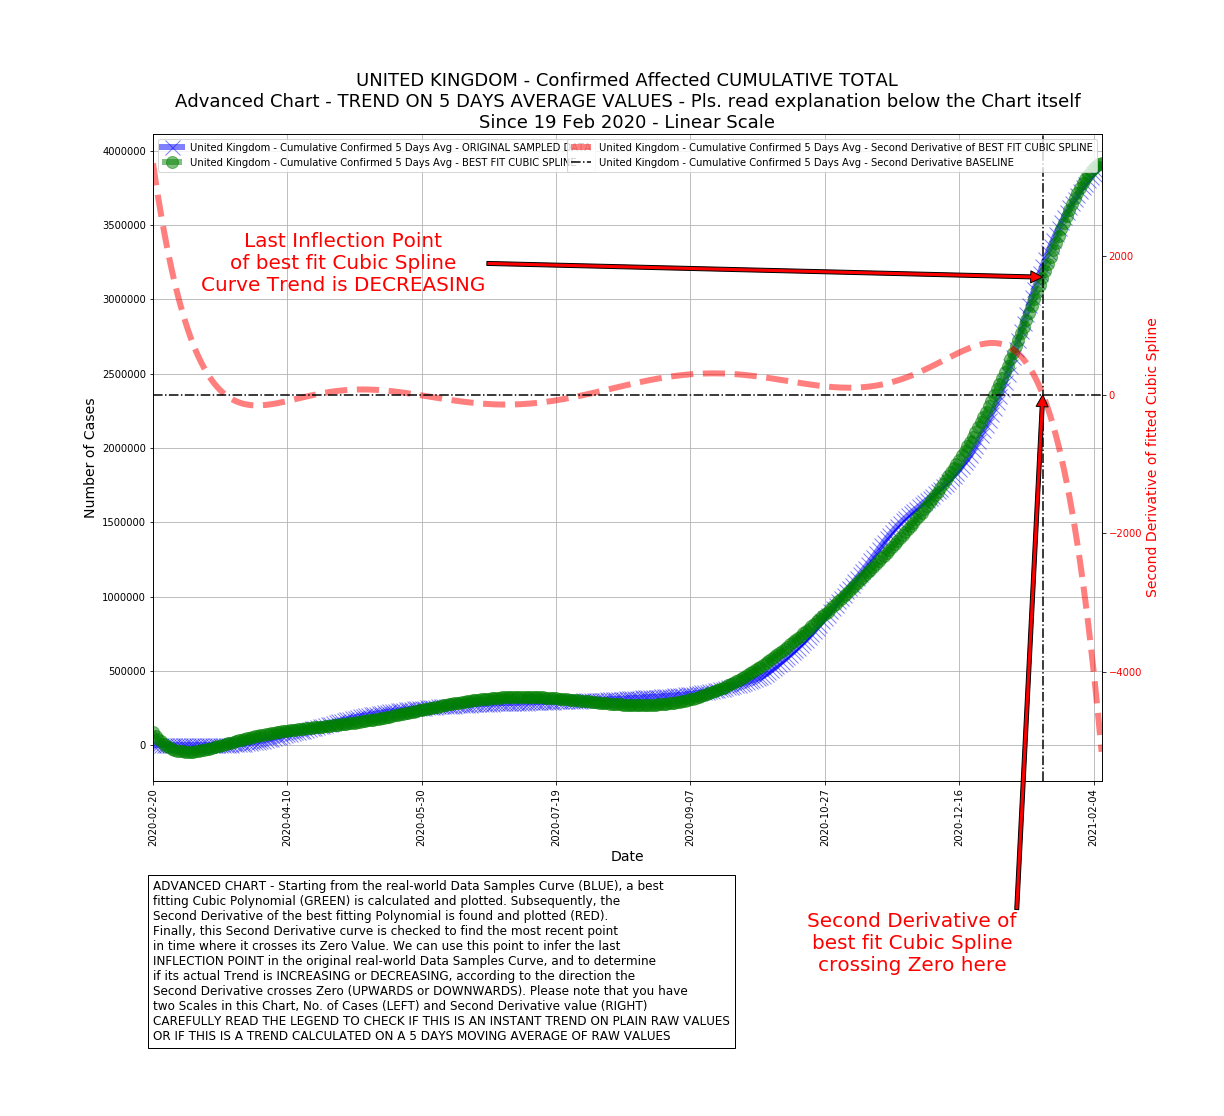 UNITED KINGDOM - Confirmed Affected CUMULATIVE TOTAL
Advanced Chart - TREND ON 5 DAYS AVERAGE VALUES - Pls. read explanation below the Chart itself
Since 19 Feb 2020 - Linear Scale
United Kingdom - Cumulative Confirmed 5 Days Avg - ORIGINAL SAMPLED
United Kingdom - Cumulative Confirmed 5 Days Avg - BEST FIT CUBIC SPLINE
United Kingdom - Cumulative Confirmed 5 Days Avg - Second Derivative of BEST FIT CUBIC SPLINE
United Kingdom - Cumulative Confirmed 5 Days Avg - Second Derivative BASELINE
4000000
3500000
3000000
2500000
2000000
1500000
1000000
500000
0
Number of Cases
Last Inflection Point
of best fit Cubic Spline
Curve Trend is DECREASING
2000
0
−2000
−4000
Second Derivative of fitted Cubic Spline
2020-02-20
2020-04-10
2020-05-30
2020-07-19
2020-09-07
2020-10-27
2020-12-16
2021-02-04
Date
ADVANCED CHART - Starting from the real-world Data Samples Curve (BLUE), a best
fitting Cubic Polynomial (GREEN) is calculated and plotted. Subsequently, the
Second Derivative of the best fitting Polynomial is found and plotted (RED).
Finally, this Second Derivative curve is checked to find the most recent point
in time where it crosses its Zero Value. We can use this point to infer the last
INFLECTION POINT in the original real-world Data Samples Curve, and to determine
if its actual Trend is INCREASING or DECREASING, according to the direction the
Second Derivative crosses Zero (UPWARDS or DOWNWARDS). Please note that you have
two Scales in this Chart, No. of Cases (LEFT) and Second Derivative value (RIGHT)
CAREFULLY READ THE LEGEND TO CHECK IF THIS IS AN INSTANT TREND ON PLAIN RAW VALUES
OR IF THIS IS A TREND CALCULATED ON A 5 DAYS MOVING AVERAGE OF RAW VALUES
Second Derivative of
best fit Cubic Spline
crossing Zero here